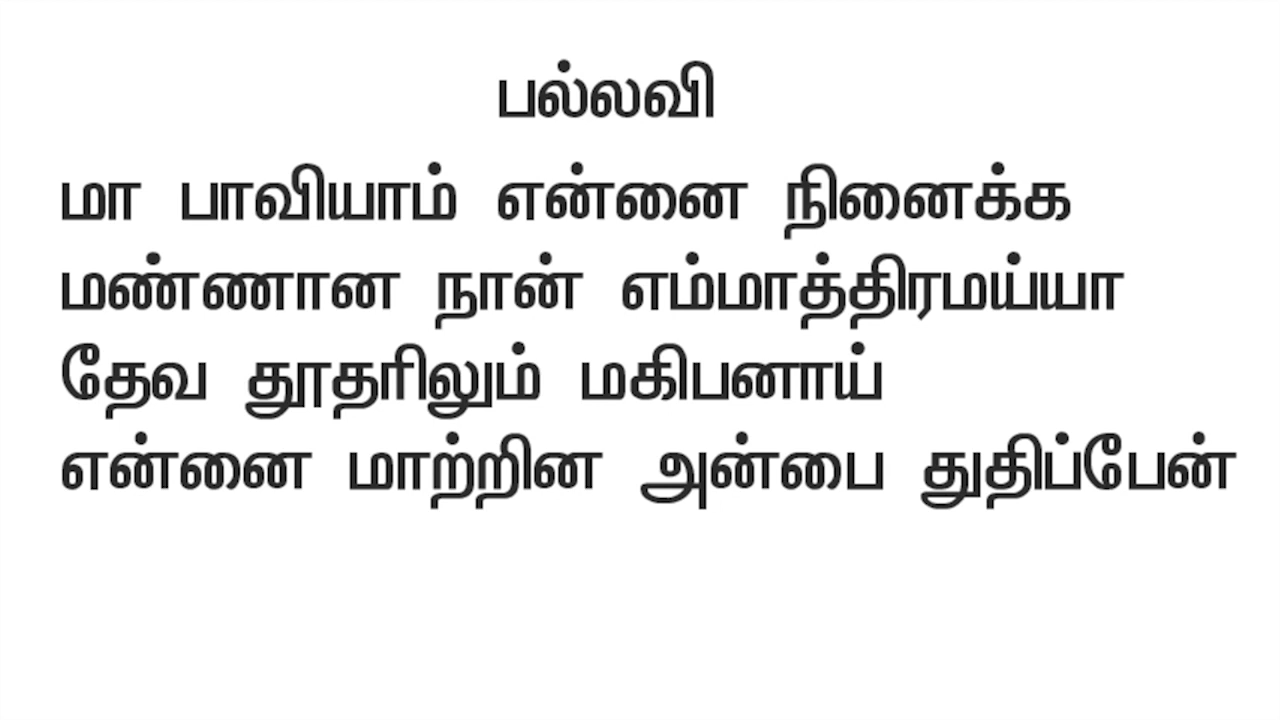 பல்லவி
மா பாவியாம் என்னை நினைக்க
மண்ணான நான் எம்மாத்திரமய்யா
தேவ தூதரிலும் மகிபனாய்
என்னை மாற்றின அன்பை துதிப்பேன்